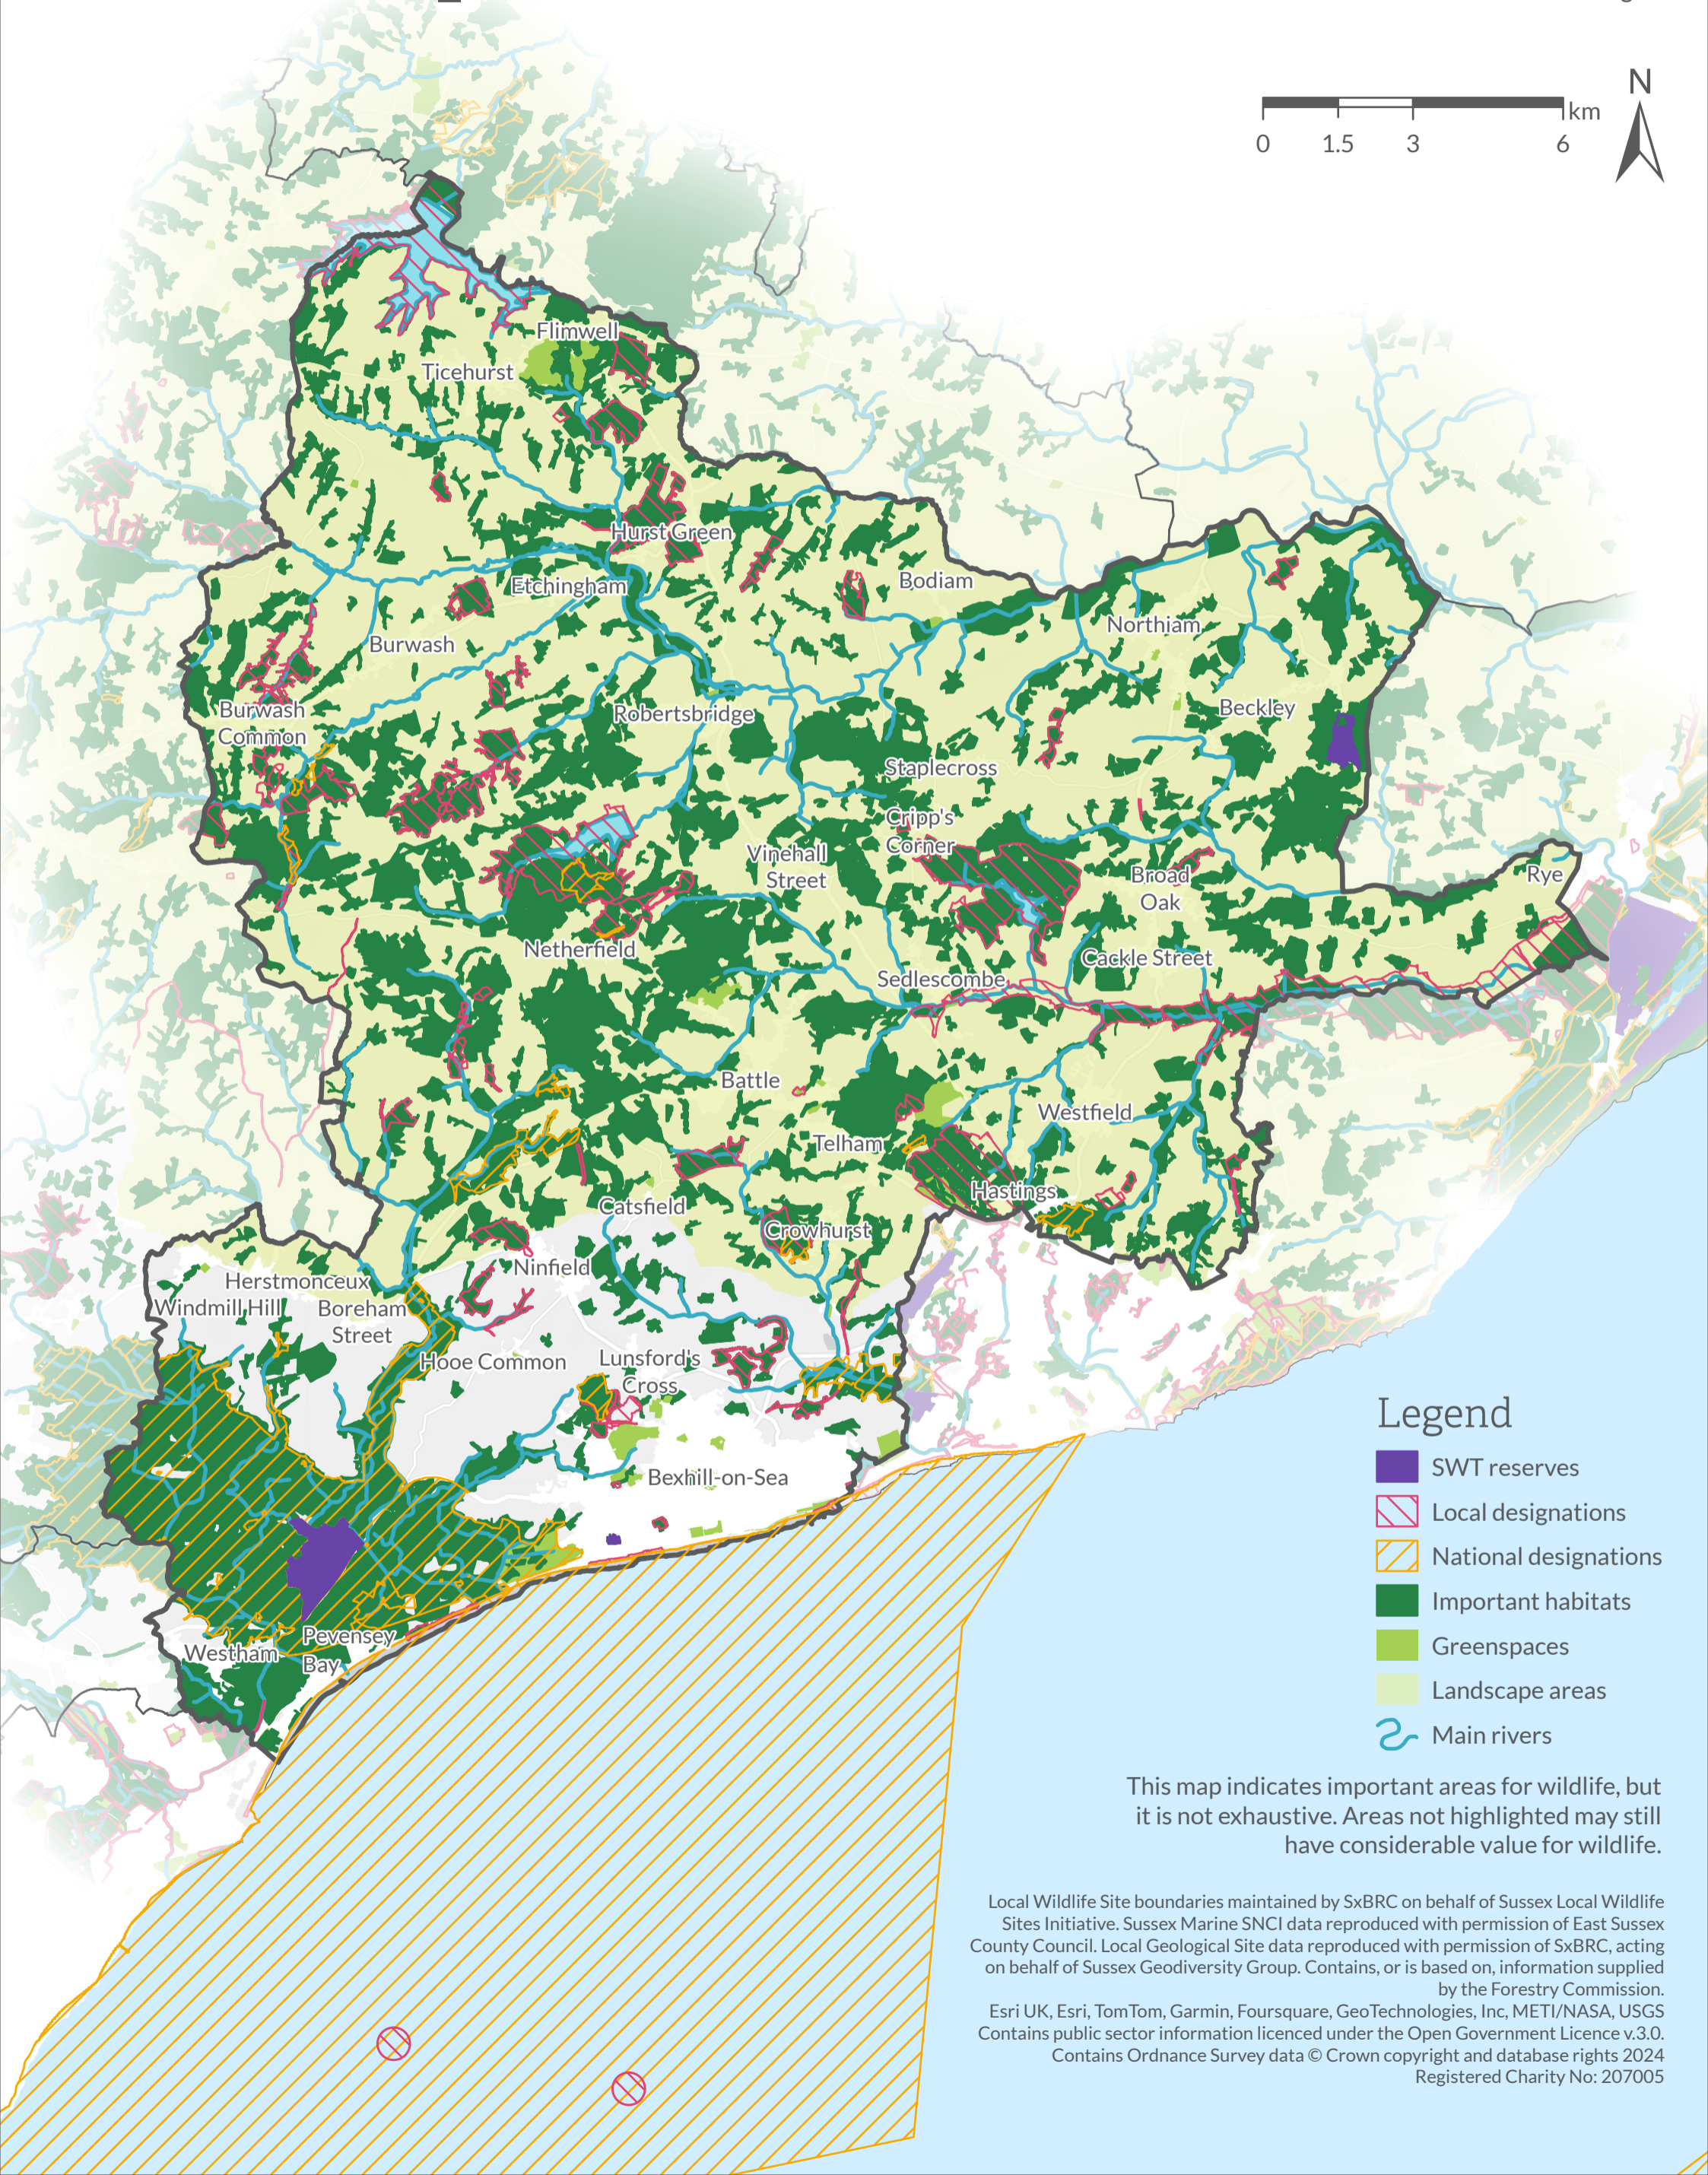 N
km
0
1.5
3
6
Flimwell
Ticehurst
Hurst Green
Etchingham
Bodiam
Northiam
Burwash
Burwash
Common
Robertsbridge
Beckley
Staplecross
Cripp's
Corner
Vinehall
Street
Broad
Oak
Rye
Netherfield
Cackle Street
Sedlescombe
Battle
Westfield
Telham
Hastings
Catsfield
Crowhurst
Ninfield
Herstmonceux
Windmill Hill
Boreham
Street
Hooe Common
Lunsford's
Cross
Bexhill-on-Sea
Pevensey
Bay
Westham
Legend
SWT reserves
Local designations
National designations
Important habitats
Greenspaces
Landscape areas
Main rivers
This map indicates important areas for wildlife, but
it is not exhaustive. Areas not highlighted may still
have considerable value for wildlife.
Local Wildlife Site boundaries maintained by SxBRC on behalf of Sussex Local Wildlife
Sites Initiative. Sussex Marine SNCI data reproduced with permission of East Sussex
County Council. Local Geological Site data reproduced with permission of SxBRC, acting
on behalf of Sussex Geodiversity Group. Contains, or is based on, information supplied
by the Forestry Commission.
Esri UK, Esri, TomTom, Garmin, Foursquare, GeoTechnologies, Inc, METI/NASA, USGS
Contains public sector information licenced under the Open Government Licence v.3.0.
Contains Ordnance Survey data © Crown copyright and database rights 2024
Registered Charity No: 207005